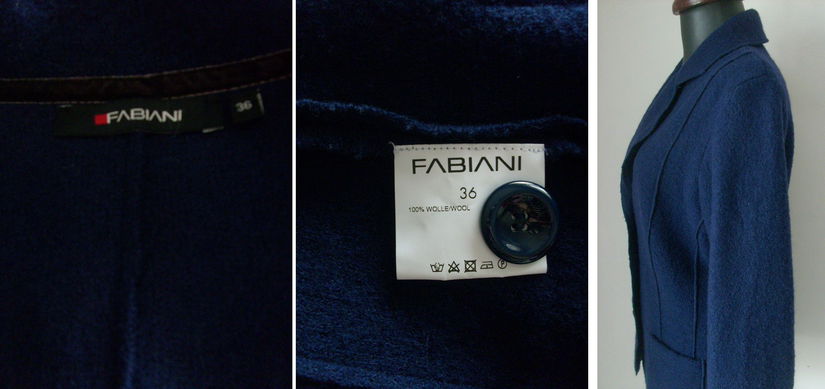 FABIANI 36
FABIANI
36
100% WOLLE/WOOL
P